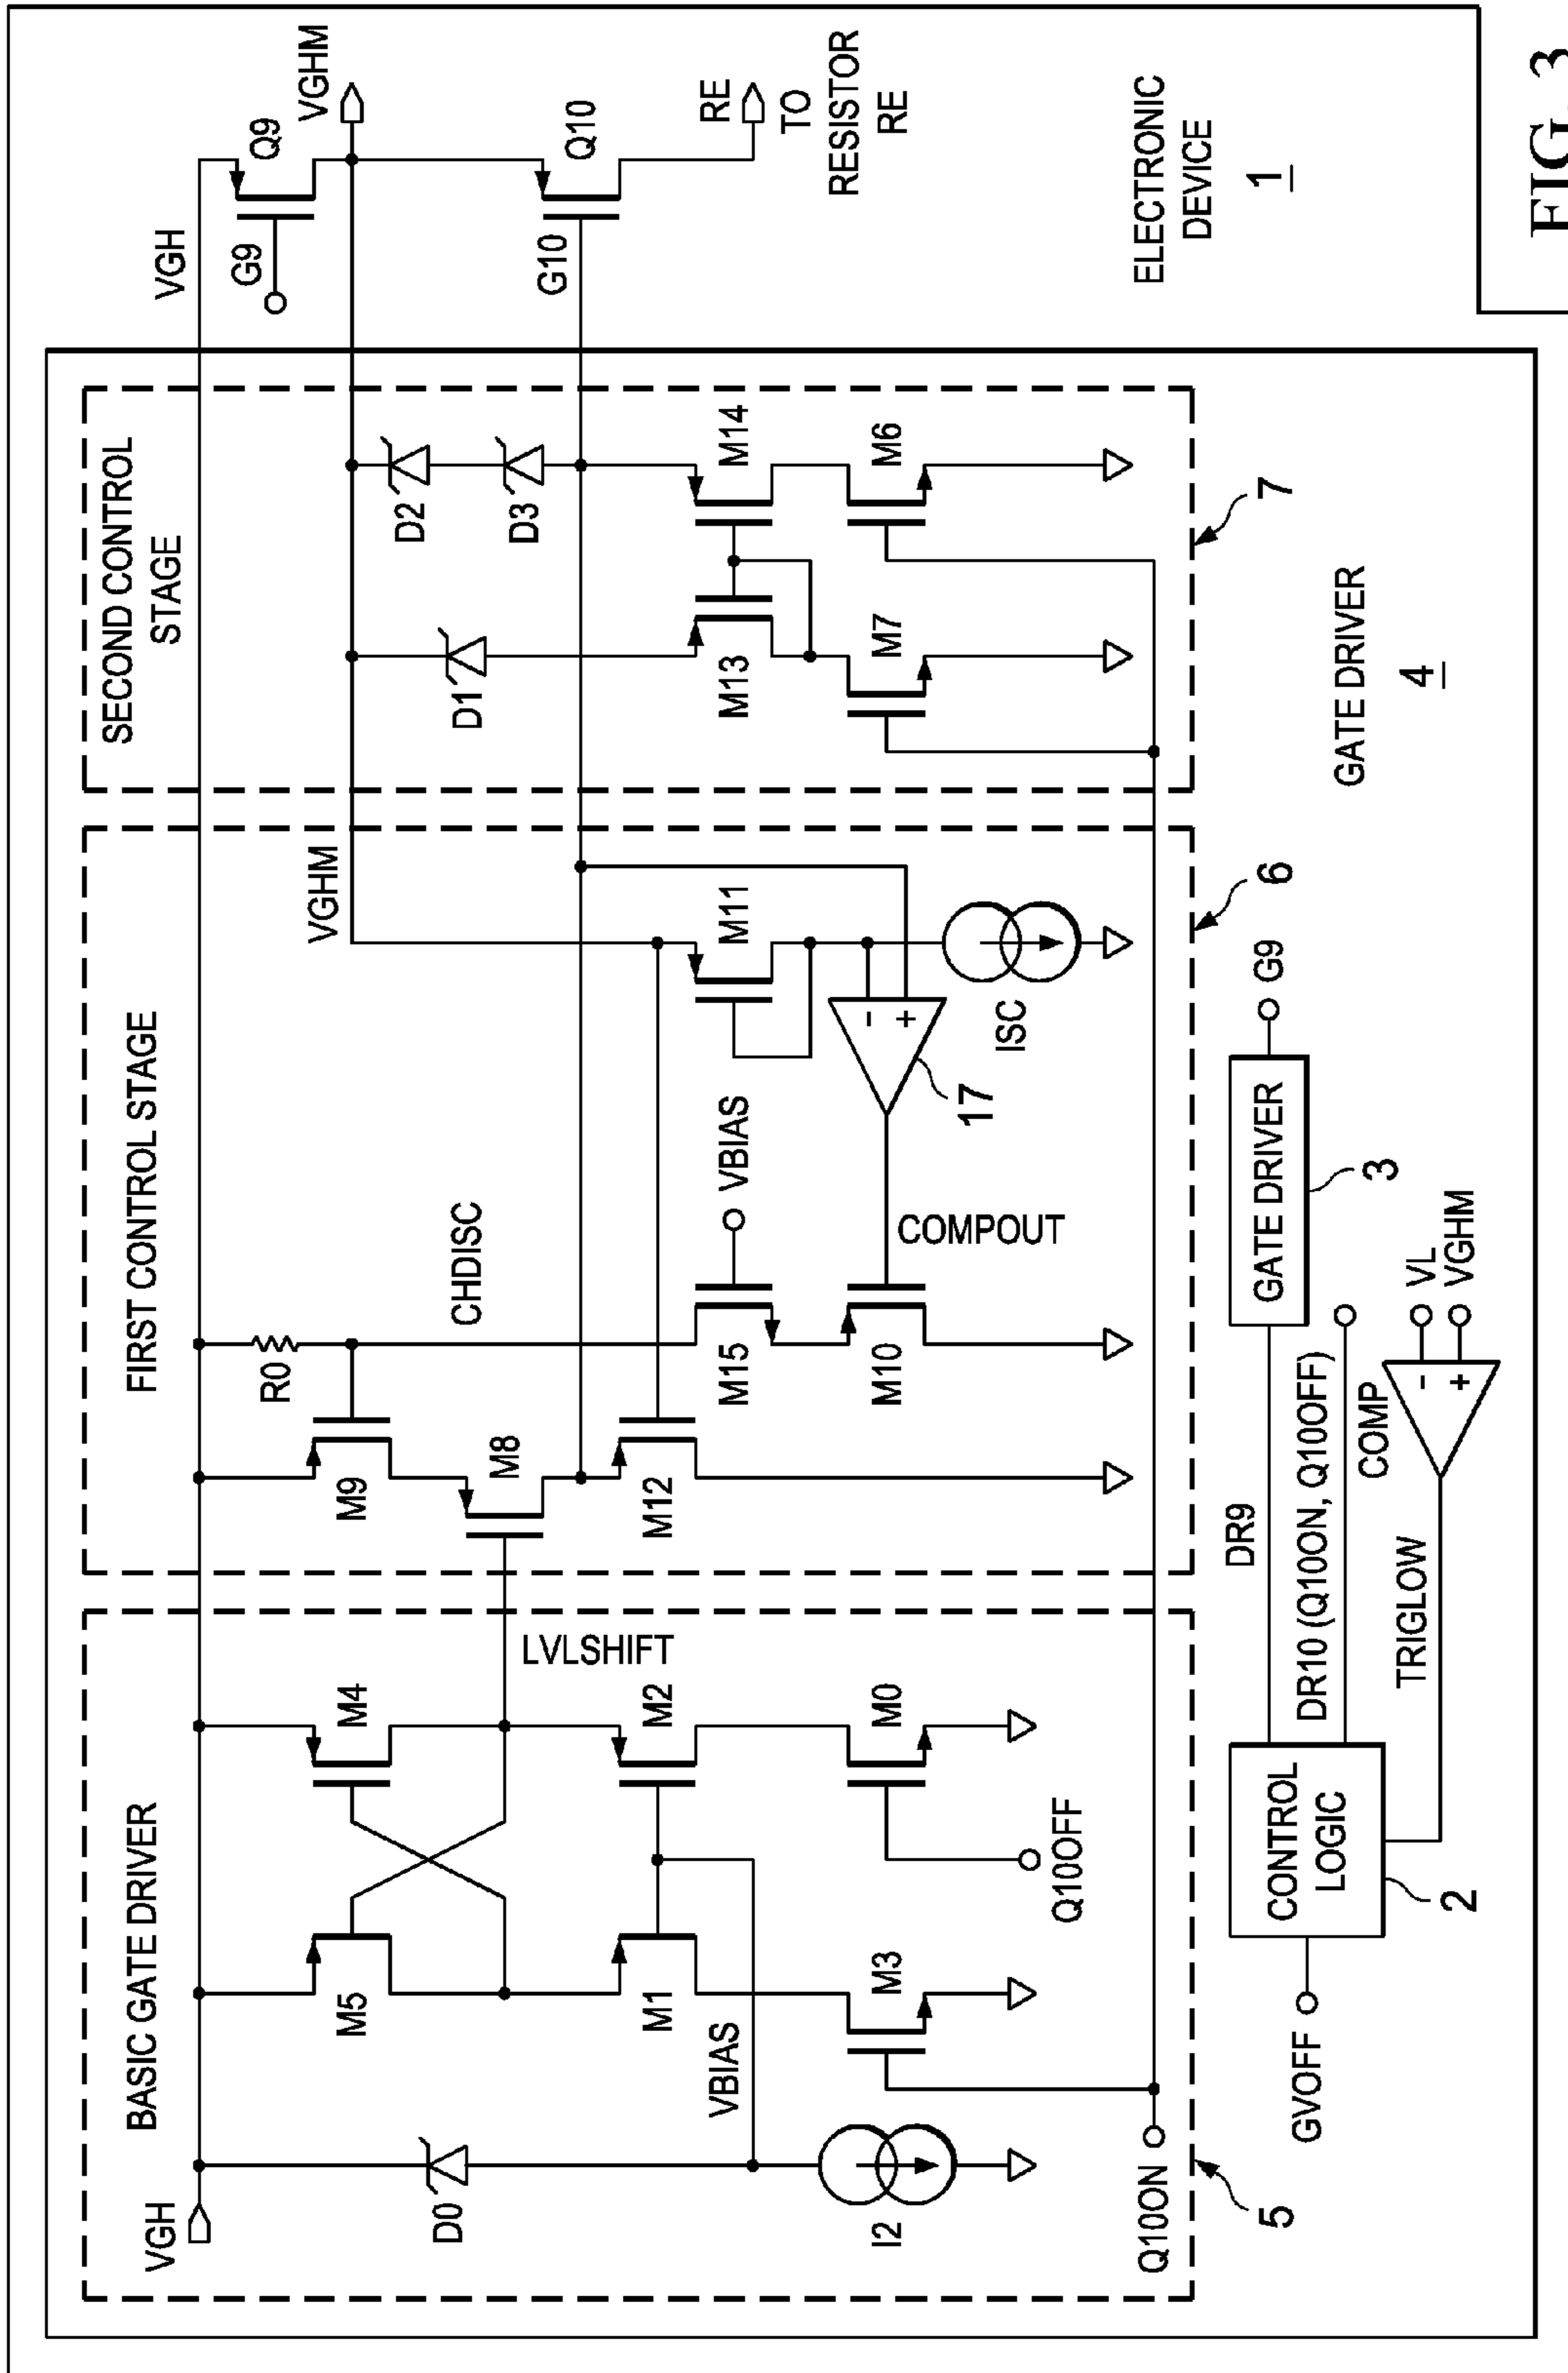 BASIC GATE DRIVER
FIRST CONTROL STAGE
SECOND CONTROL
STAGE
VGH
VGH
D0
M5
M4
R0
M9
CHDISC
D1
D2
D3
G9
Q9
VGHM
VGHM
LVLSHIFT
M8
G10
Q10
VBIAS
M1
M2
M12
M15
VBIAS
M11
M13
M14
RE
TO
RESISTOR
RE
I2
M3
M0
M10
COMPOUT
- +
17
ISC
M7
M6
Q10ON
Q10OFF
5
6
7
ELECTRONIC
DEVICE
1
GVOFF
CONTROL
LOGIC
2
DR9
GATE DRIVER
3
G9
DR10 (Q10ON, Q10OFF)
TRIGLOW
COMP
- +
VL
VGHM
GATE DRIVER
4
FIG. 3